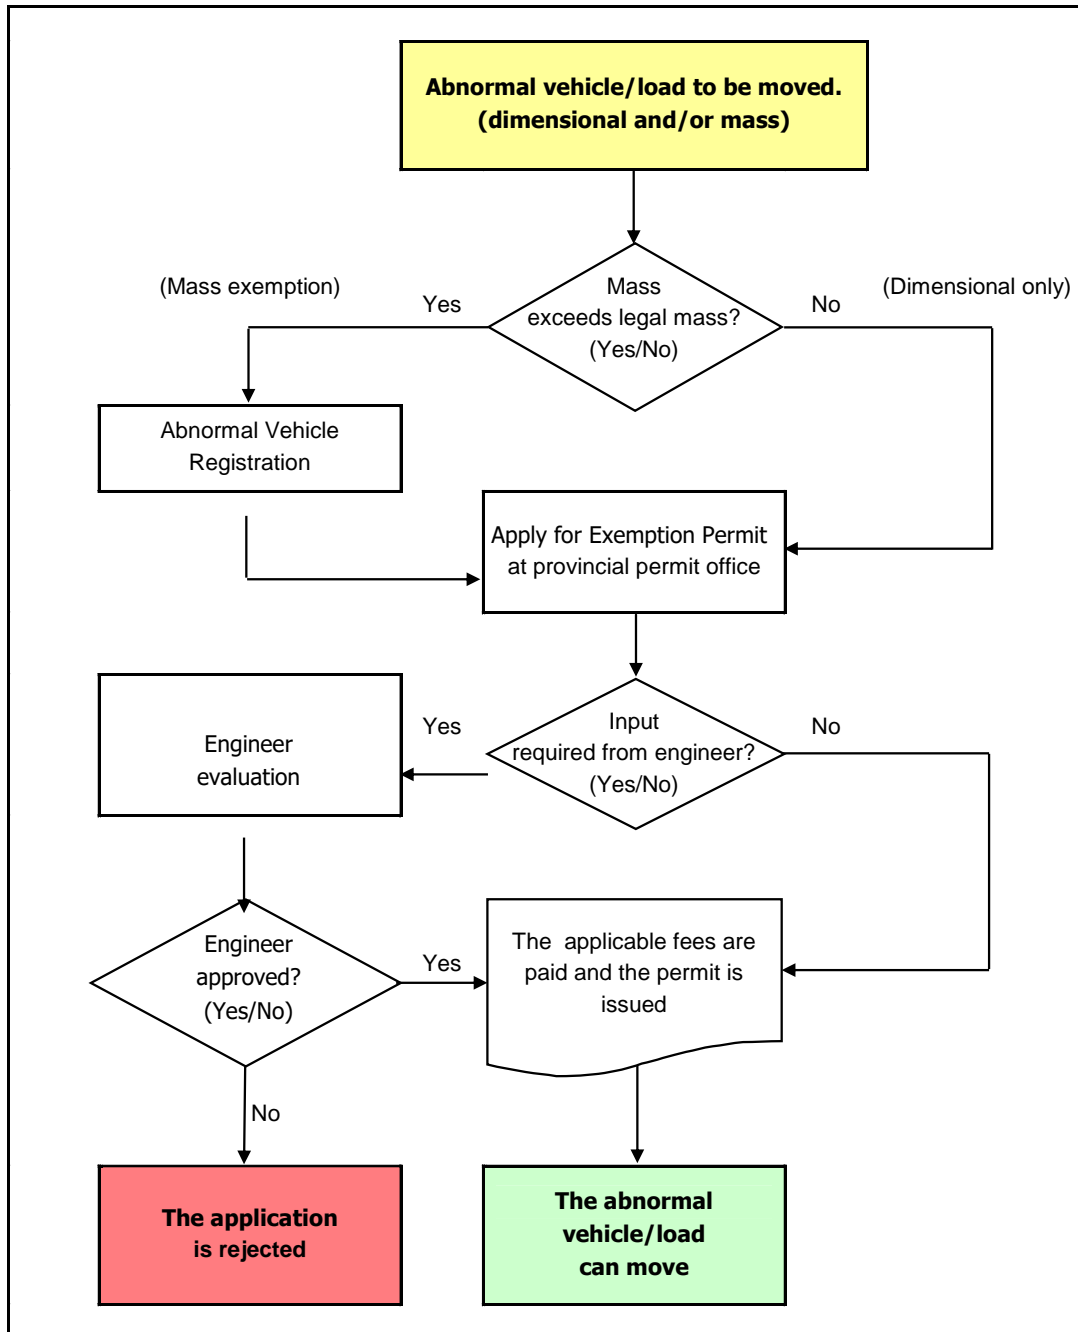 Abnormal vehicle/load to be moved.
(dimensional and/or mass)
(Mass exemption)
Yes
Mass
exceeds legal mass?
(Yes/No)
No
(Dimensional only)
Abnormal Vehicle
Registration
Apply for Exemption Permit
at provincial permit office
Engineer
evaluation
Yes
Input
required from engineer?
(Yes/No)
No
Engineer
approved?
(Yes/No)
Yes
The applicable fees are
paid and the permit is
issued
No
The application
is rejected
The abnormal
vehicle/load
can move